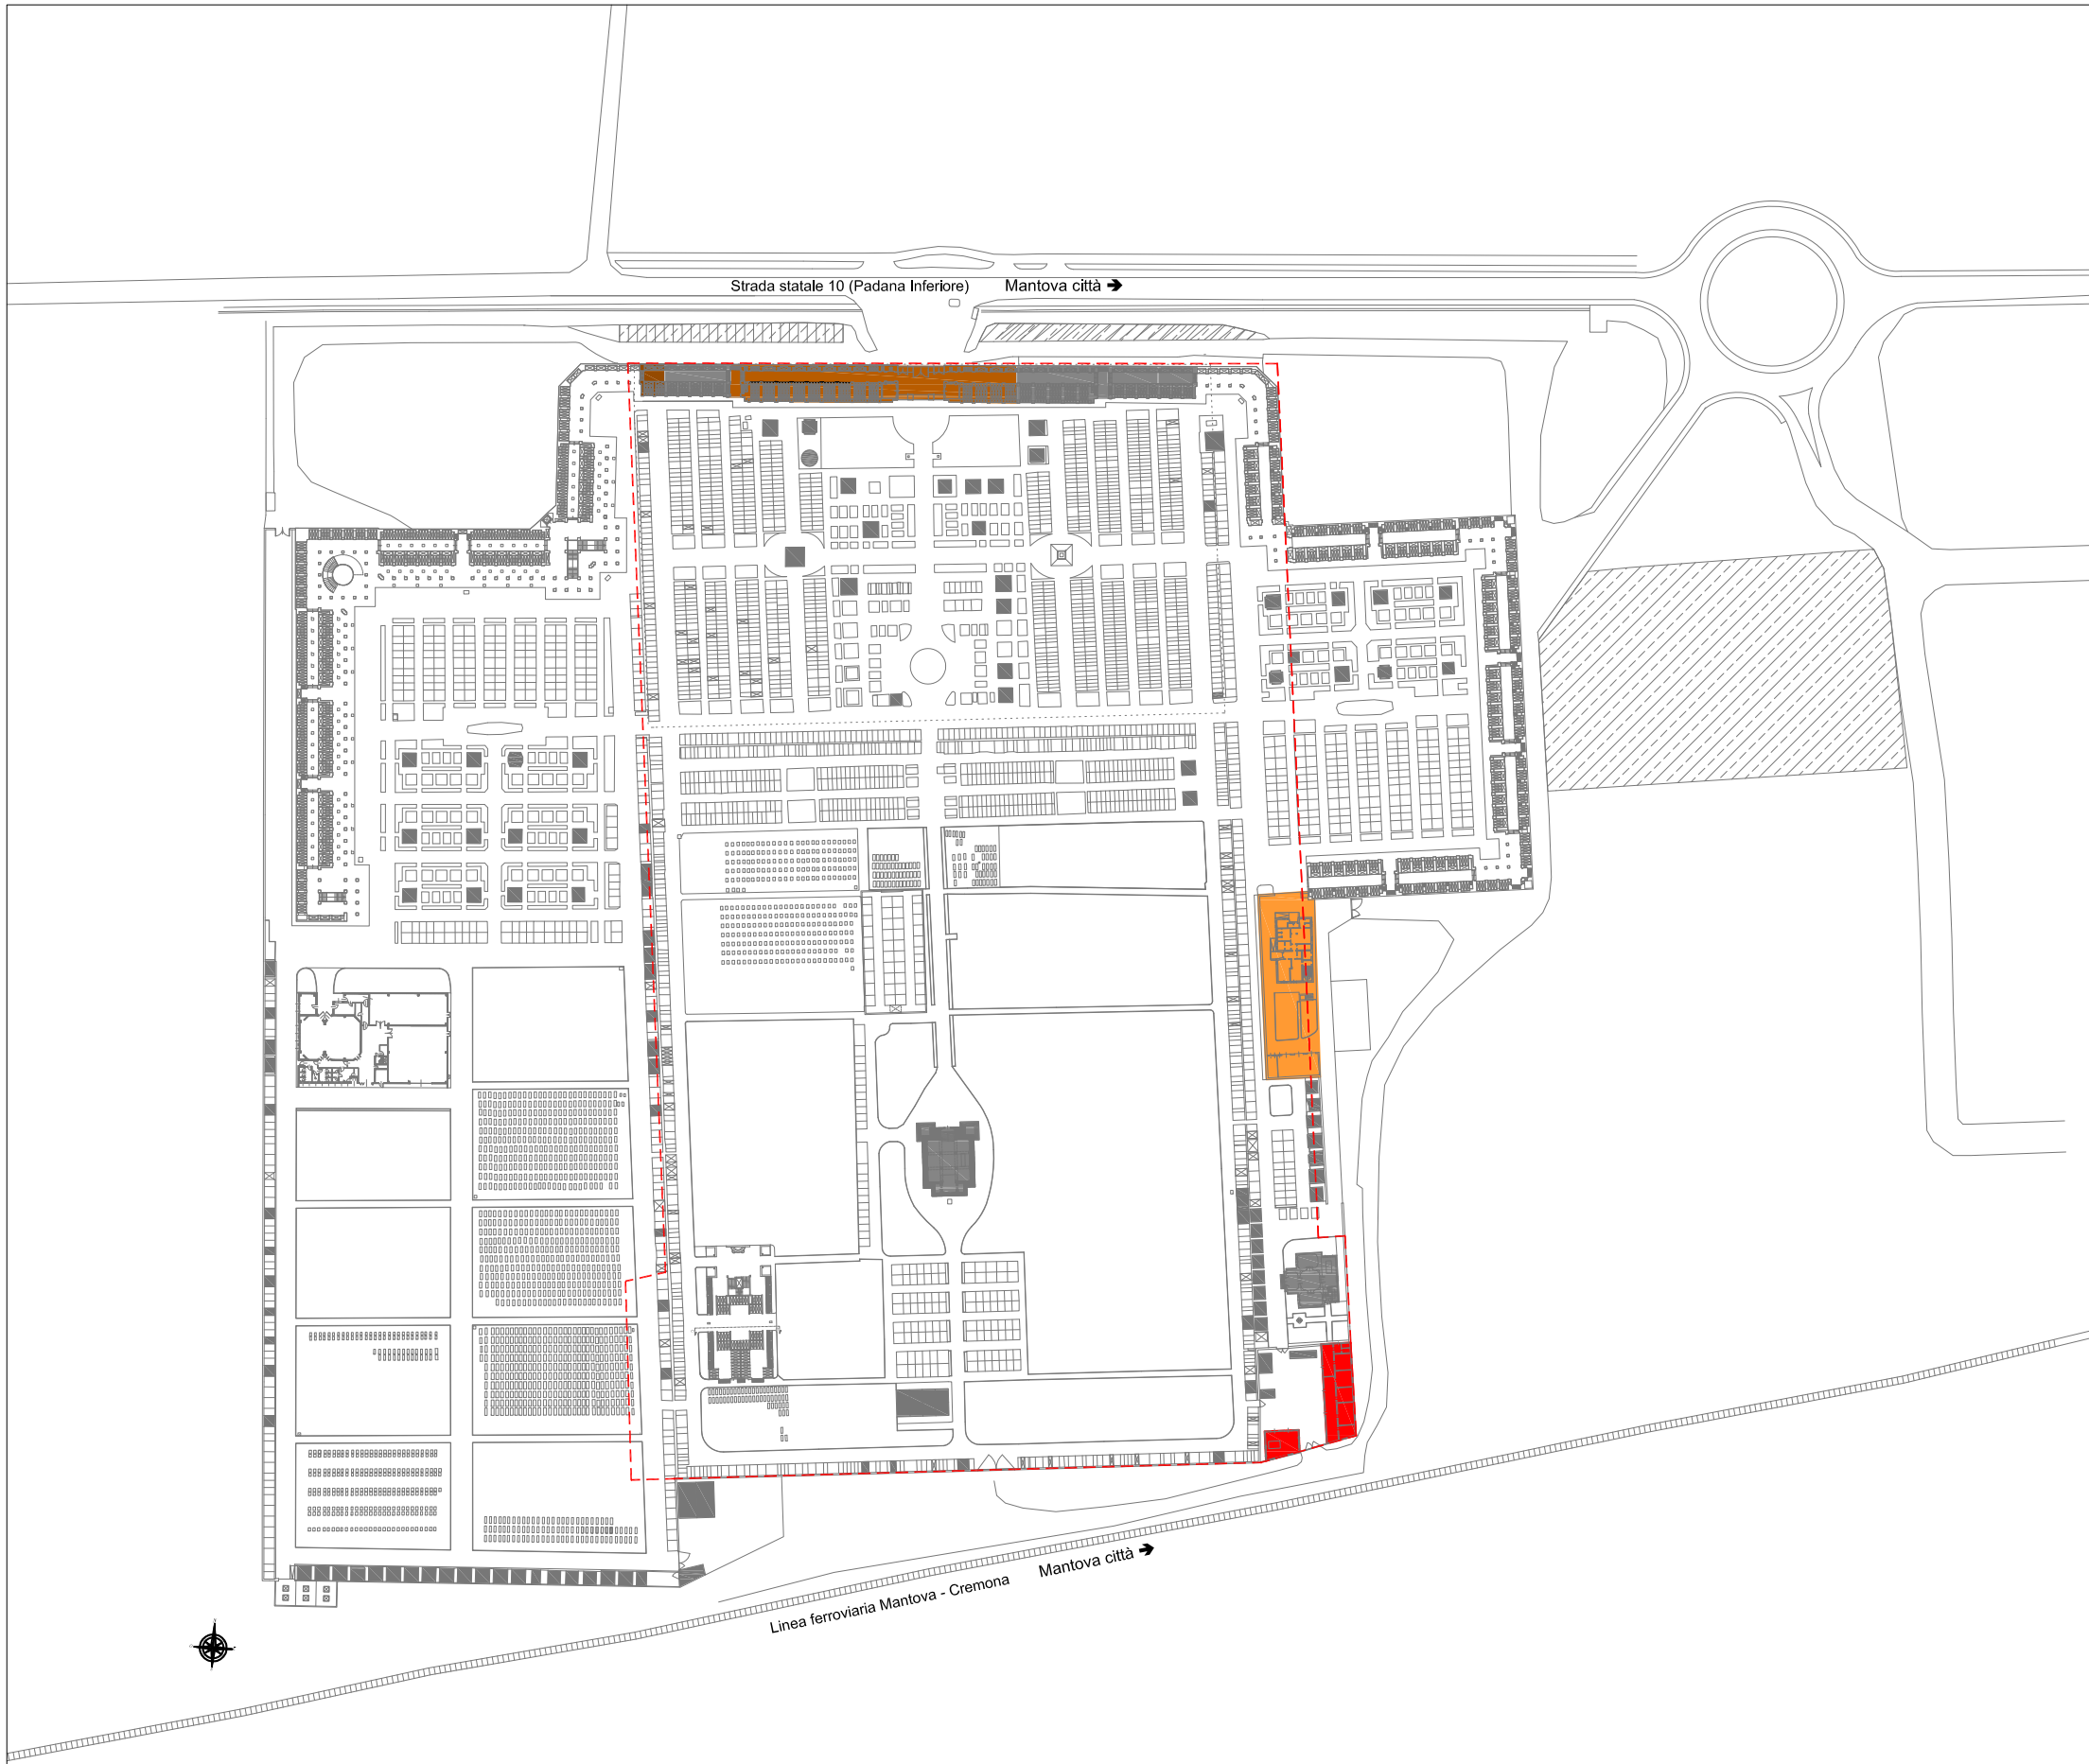 Strada statale 10 (Padana Inferiore) Mantova città ➔
Linea ferroviaria Mantova - Cremona Mantova città ➔